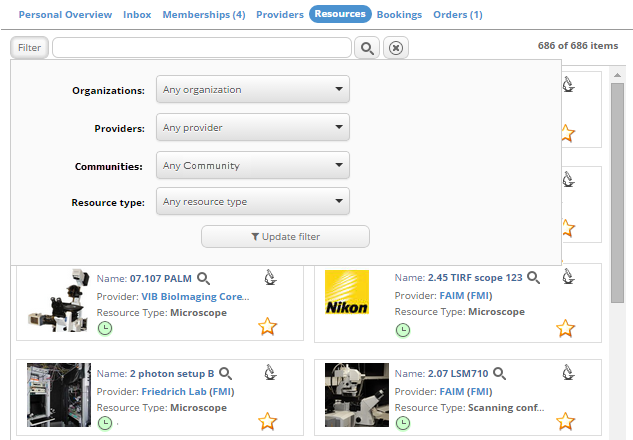 Personal Overview Inbox Memberships (4) Providers Resources Bookings Orders (1)
Filter 686 of 686 items
Organizations: Any organization
Providers: Any provider
Communities: Any Community
Resource type: Any resource type
Update filter
Name: 07.107 PALM
Provider: VIB BioImaging Core...
Resource Type: Microscope
Nikon
Name: 2.45 TIRF scope 123
Provider: FAIM (FMI)
Resource Type: Microscope
Name: 2 photon setup B
Provider: Friedrich Lab (FMI)
Resource Type: Microscope
Name: 2.07 LSM710
Provider: FAIM (FMI)
Resource Type: Scanning conf...